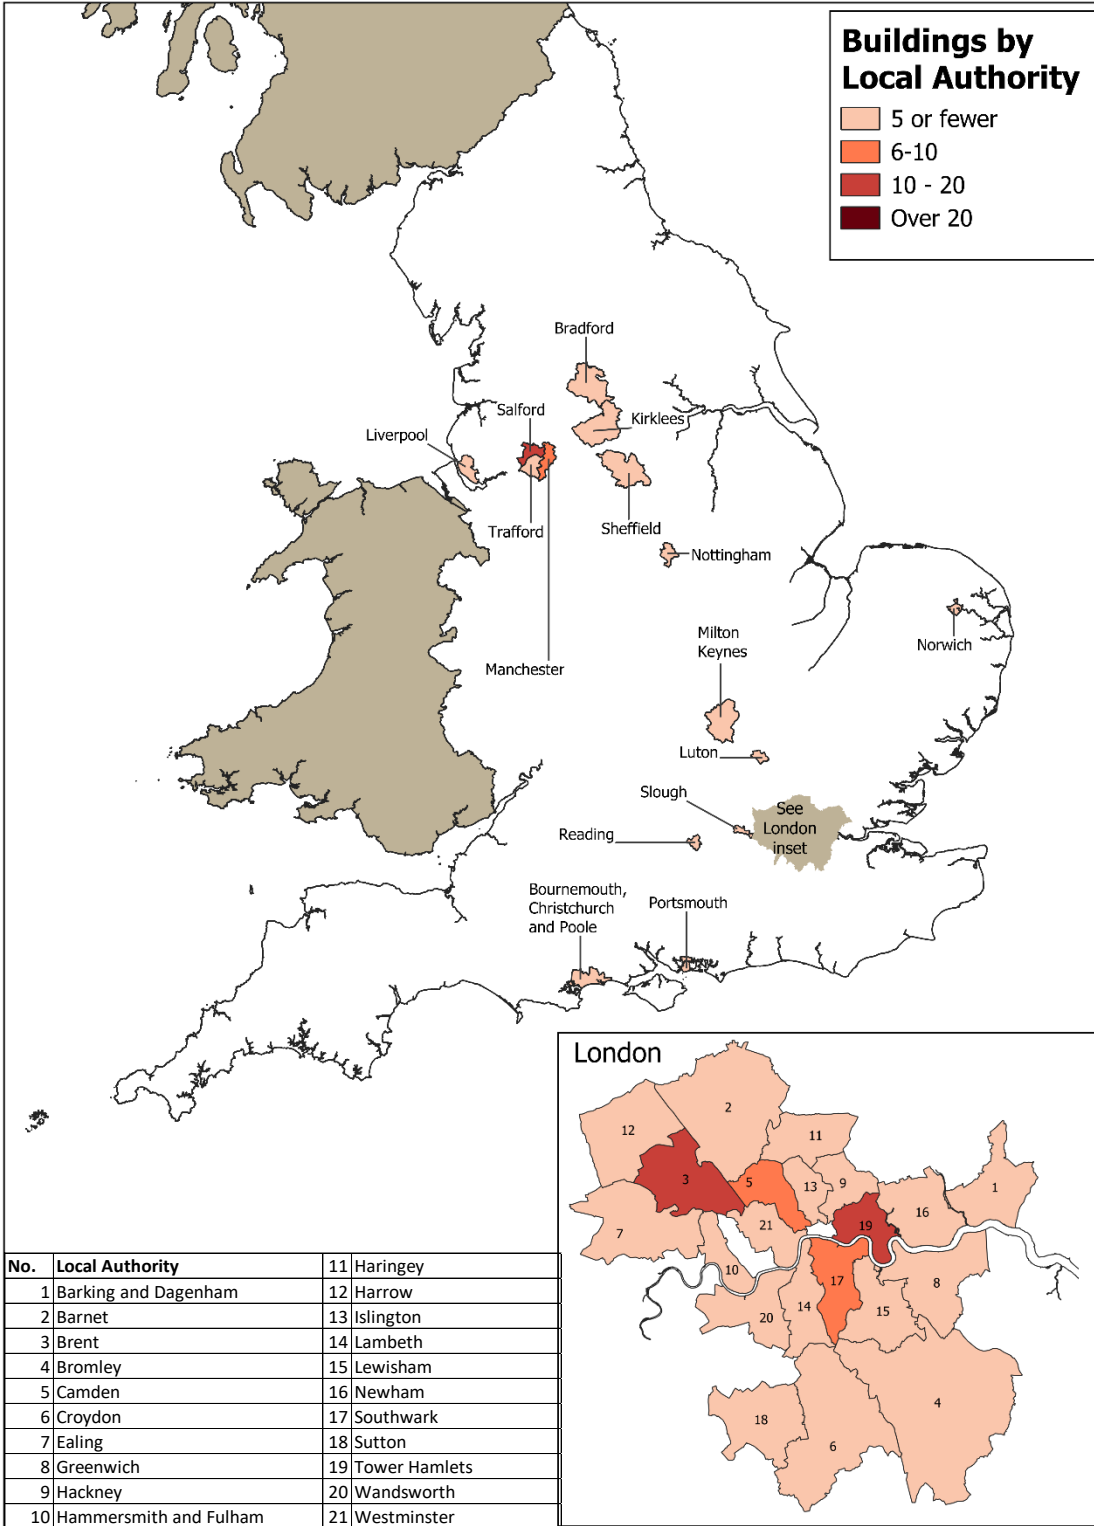 Buildings by
Local Authority
5 or fewer
6-10
10 - 20
Over 20
Bradford
Salford
Kirklees
Liverpool
Trafford
Sheffield
Nottingham
Manchester
Milton
Keynes
Norwich
Luton
Slough
See
London
inset
Reading
Bournemouth,
Christchurch
and Poole
Portsmouth
London
2
12
11
3
5
13
9
1
16
7
21
19
10
17
8
20
14
15
4
18
6
No. Local Authority
1 Barking and Dagenham
2 Barnet
3 Brent
4 Bromley
5 Camden
6 Croydon
7 Ealing
8 Greenwich
9 Hackney
10 Hammersmith and Fulham
11 Haringey
12 Harrow
13 Islington
14 Lambeth
15 Lewisham
16 Newham
17 Southwark
18 Sutton
19 Tower Hamlets
20 Wandsworth
21 Westminster